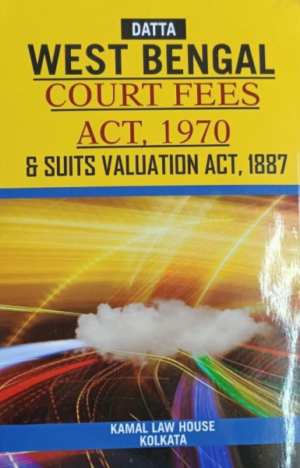 DATTA
WEST BENGAL
COURT FEES
ACT, 1970
& SUITS VALUATION ACT, 1887
KAMAL LAW HOUSE
KOLKATA